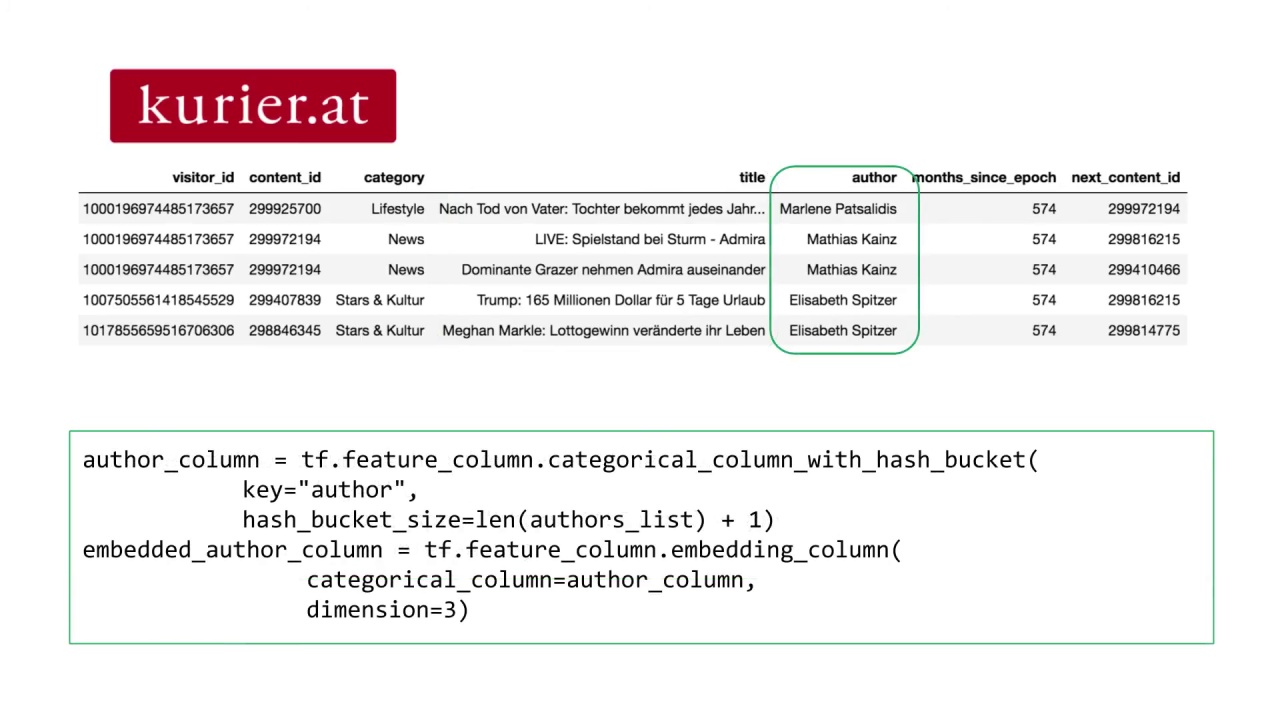 kurier.at
visitor_id content_id category title author months_since_epoch next_content_id
1000196974485173657 299925700 Lifestyle Nach Tod von Vater: Tochter bekommt jedes Jahr... Marlene Patsalidis 574 299972194
1000196974485173657 299972194 News LIVE: Spielstand bei Sturm - Admira Mathias Kainz 574 299816215
1000196974485173657 299972194 News Dominante Grazer nehmen Admira auseinander Mathias Kainz 574 299410466
1007505561418545529 299407839 Stars & Kultur Trump: 165 Millionen Dollar für 5 Tage Urlaub Elisabeth Spitzer 574 299816215
1017855659516706306 298846345 Stars & Kultur Meghan Markle: Lottogewinn veränderte ihr Leben Elisabeth Spitzer 574 299814775
author_column = tf.feature_column.categorical_column_with_hash_bucket(
key="author",
hash_bucket_size=len(authors_list) + 1)
embedded_author_column = tf.feature_column.embedding_column(
categorical_column=author_column,
dimension=3)